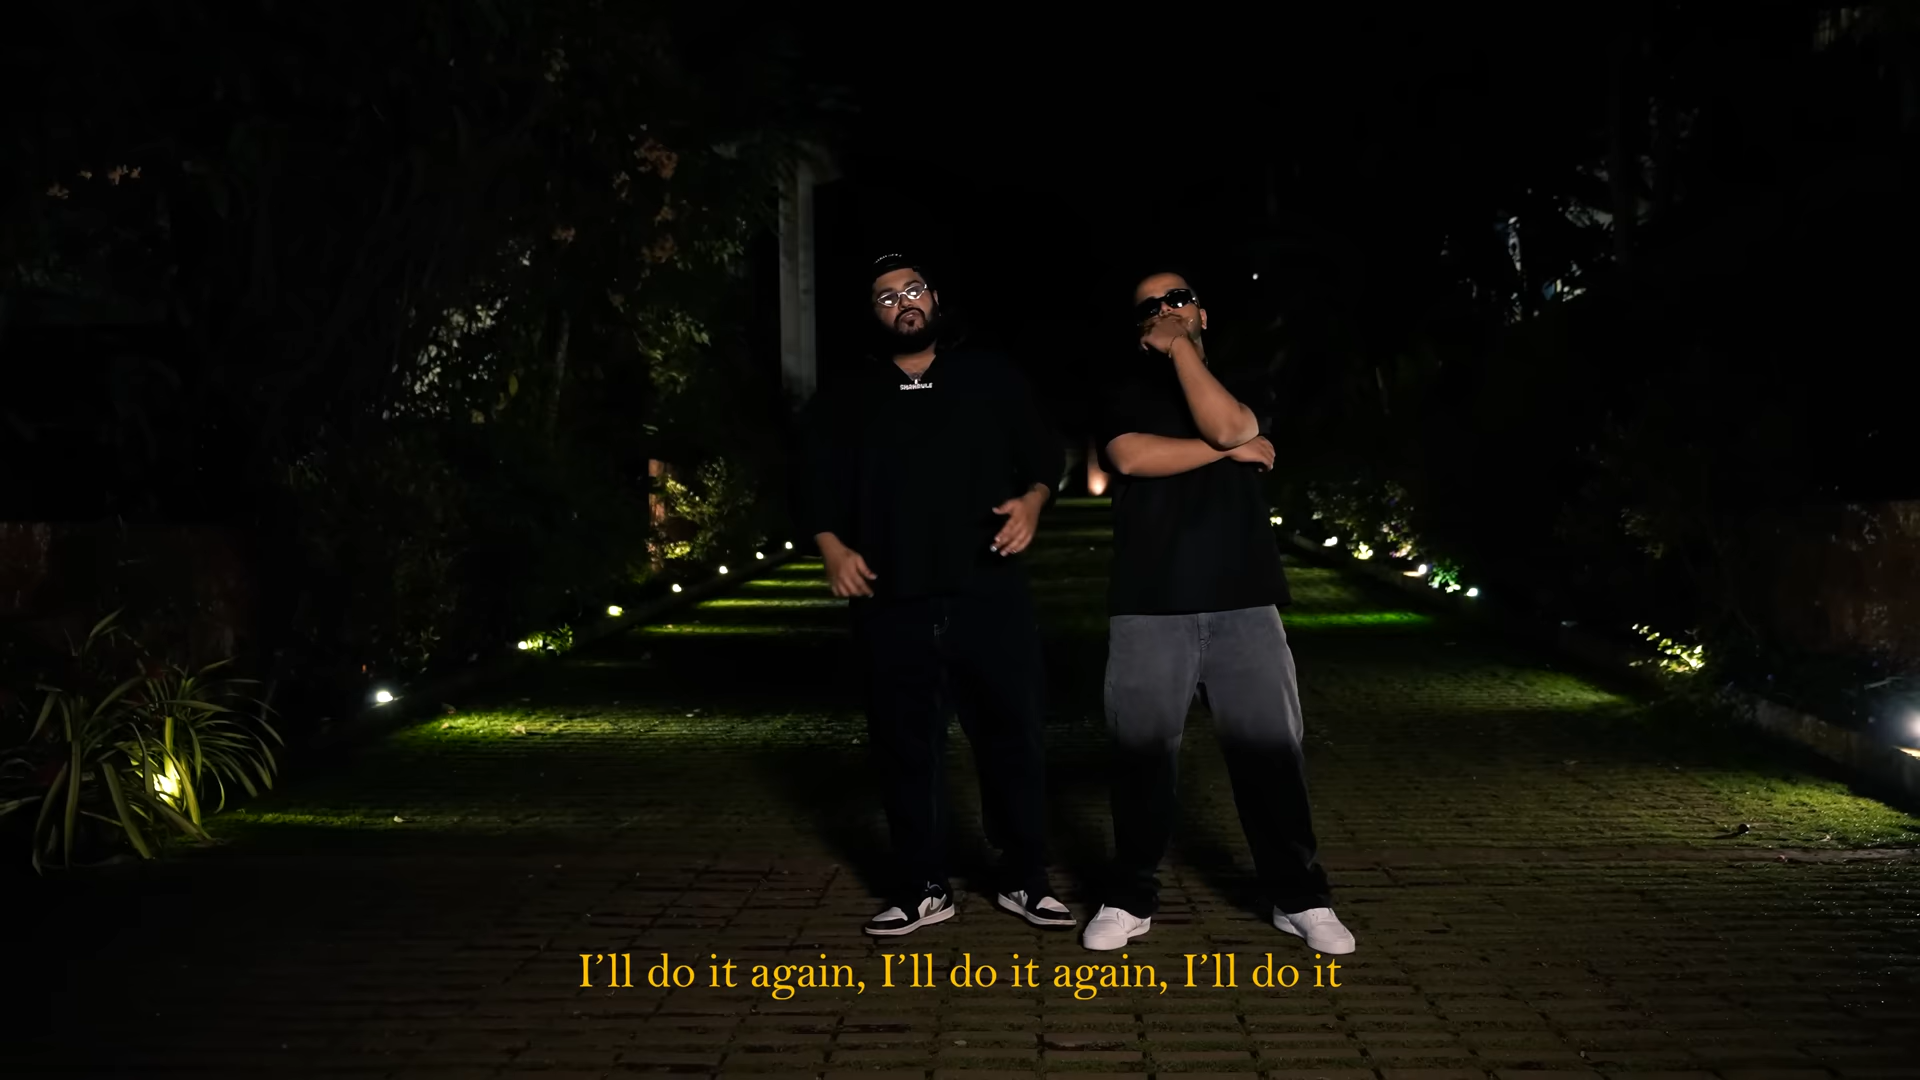 I’ll do it again, I’ll do it again, I’ll do it